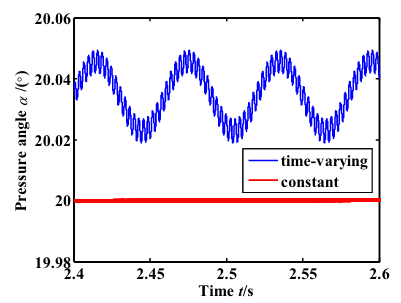 20.06
20.04
20.02
20
19.98
Pressure angle α /(°)
time-varying
constant
2.4 2.45 2.5 2.55 2.6
Time t/s